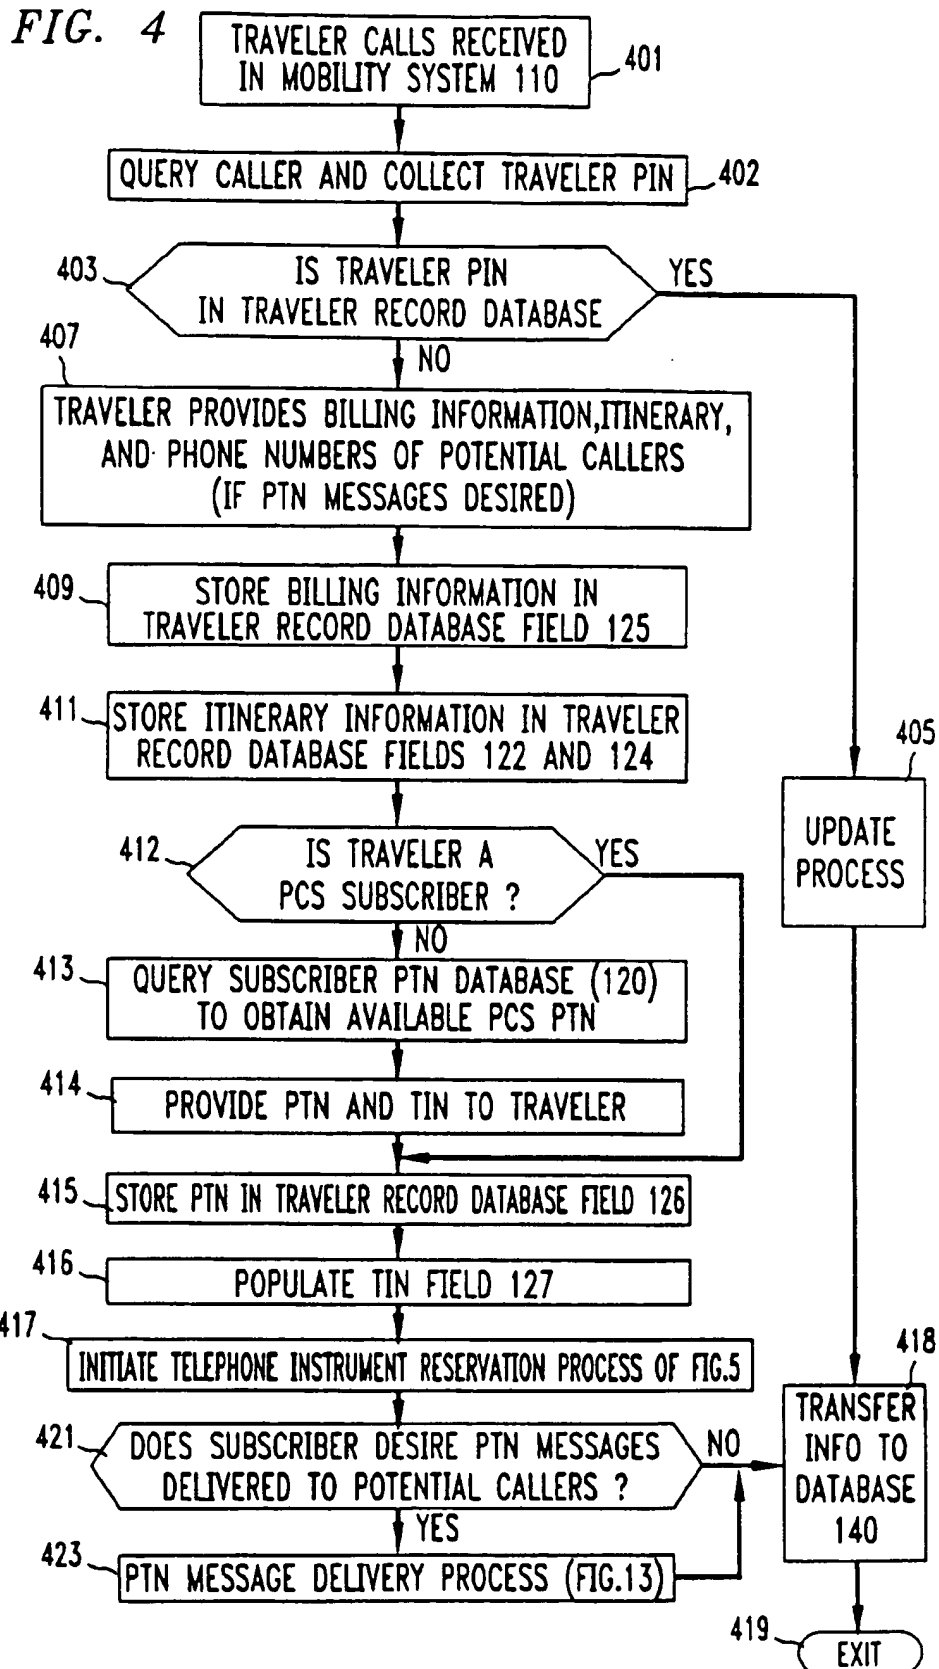 FIG. 4
TRAVELER CALLS RECEIVED
IN MOBILITY SYSTEM 110
401
QUERY CALLER AND COLLECT TRAVELER PIN
402
403
IS TRAVELER PIN
IN TRAVELER RECORD DATABASE
YES
NO
407
TRAVELER PROVIDES BILLING INFORMATION,ITINERARY,
AND PHONE NUMBERS OF POTENTIAL CALLERS
(IF PTN MESSAGES DESIRED)
409
STORE BILLING INFORMATION IN
TRAVELER RECORD DATABASE FIELD 125
411
STORE ITINERARY INFORMATION IN TRAVELER
RECORD DATABASE FIELDS 122 AND 124
405
UPDATE
PROCESS
412
IS TRAVELER A
PCS SUBSCRIBER ?
YES
NO
413
QUERY SUBSCRIBER PTN DATABASE (120)
TO OBTAIN AVAILABLE PCS PTN
414
PROVIDE PTN AND TIN TO TRAVELER
415
STORE PTN IN TRAVELER RECORD DATABASE FIELD 126
416
POPULATE TIN FIELD 127
417
INITIATE TELEPHONE INSTRUMENT RESERVATION PROCESS OF FIG.5
418
TRANSFER
INFO TO
DATABASE
140
421
DOES SUBSCRIBER DESIRE PTN MESSAGES
DELIVERED TO POTENTIAL CALLERS ?
NO
YES
423
PTN MESSAGE DELIVERY PROCESS (FIG.13)
419
EXIT